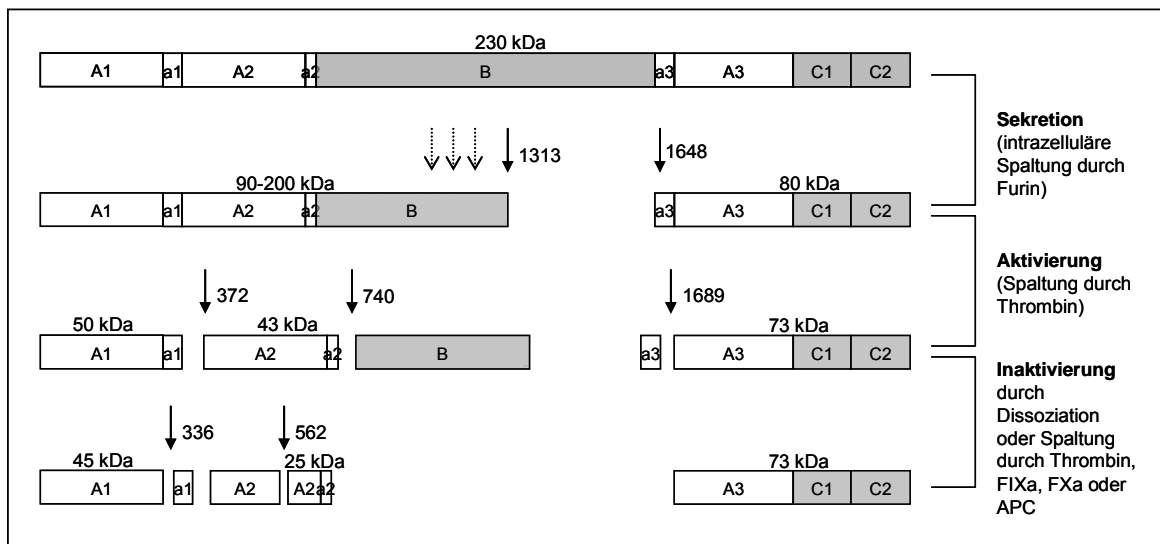 230 kDa
A1 a1 A2 a2 B a3 A3 C1 C2
Sekretion
(intrazelluläre
Spaltung durch
Furin)
1313 1648
90-200 kDa 80 kDa
A1 a1 A2 a2 B a3 A3 C1 C2
Aktivierung
(Spaltung durch
Thrombin)
372 740 1689
50 kDa 43 kDa 73 kDa
A1 a1 A2 a2 B a3 A3 C1 C2
Inaktivierung
durch
Dissoziation
oder Spaltung
durch Thrombin,
FIXa, FXa oder
APC
336 562
45 kDa 25 kDa 73 kDa
A1 a1 A2 A2 a2 A3 C1 C2